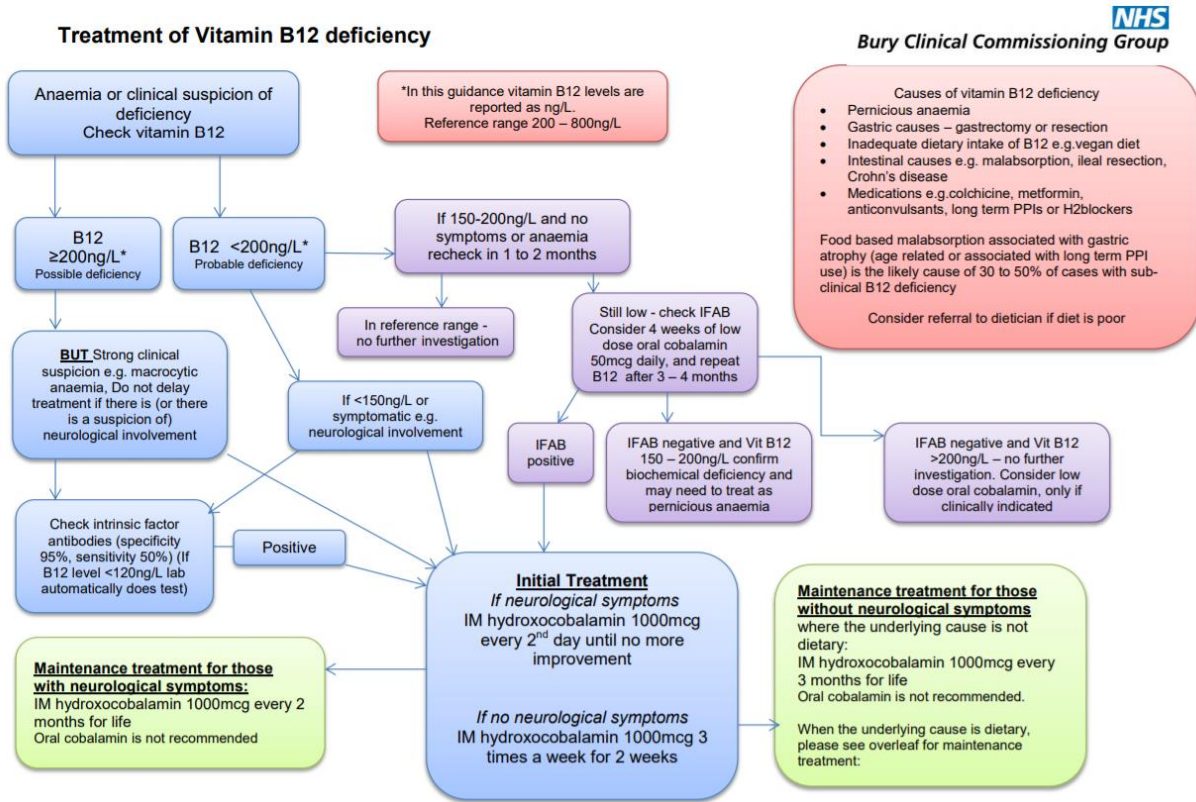 Treatment of Vitamin B12 deficiency
NHS
Bury Clinical Commissioning Group
Anaemia or clinical suspicion of
deficiency
Check vitamin B12
*In this guidance vitamin B12 levels are
reported as ng/L.
Reference range 200 – 800ng/L
Causes of vitamin B12 deficiency
• Pernicious anaemia
• Gastric causes – gastrectomy or resection
• Inadequate dietary intake of B12 e.g.vegan diet
• Intestinal causes e.g. malabsorption, ileal resection,
Crohn's disease
• Medications e.g.colchicine, metformin,
anticonvulsants, long term PPIs or H2blockers
Food based malabsorption associated with gastric
atrophy (age related or associated with long term PPI
use) is the likely cause of 30 to 50% of cases with sub-
clinical B12 deficiency
Consider referral to dietician if diet is poor
B12
≥200ng/L*
Possible deficiency
B12 <200ng/L*
Probable deficiency
If 150-200ng/L and no
symptoms or anaemia
recheck in 1 to 2 months
In reference range -
no further investigation
Still low - check IFAB
Consider 4 weeks of low
dose oral cobalamin
50mcg daily, and repeat
B12 after 3 – 4 months
BUT Strong clinical
suspicion e.g. macrocytic
anaemia, Do not delay
treatment if there is (or there
is a suspicion of)
neurological involvement
If <150ng/L or
symptomatic e.g.
neurological involvement
IFAB
positive
IFAB negative and Vit B12
150 – 200ng/L confirm
biochemical deficiency and
may need to treat as
pernicious anaemia
IFAB negative and Vit B12
>200ng/L – no further
investigation. Consider low
dose oral cobalamin, only if
clinically indicated
Check intrinsic factor
antibodies (specificity
95%, sensitivity 50%) (If
B12 level <120ng/L lab
automatically does test)
Positive
Initial Treatment
If neurological symptoms
IM hydroxocobalamin 1000mcg
every 2nd day until no more
improvement
If no neurological symptoms
IM hydroxocobalamin 1000mcg 3
times a week for 2 weeks
Maintenance treatment for those
with neurological symptoms:
IM hydroxocobalamin 1000mcg every 2
months for life
Oral cobalamin is not recommended
Maintenance treatment for those
without neurological symptoms
where the underlying cause is not
dietary:
IM hydroxocobalamin 1000mcg every
3 months for life
Oral cobalamin is not recommended.
When the underlying cause is dietary,
please see overleaf for maintenance
treatment: